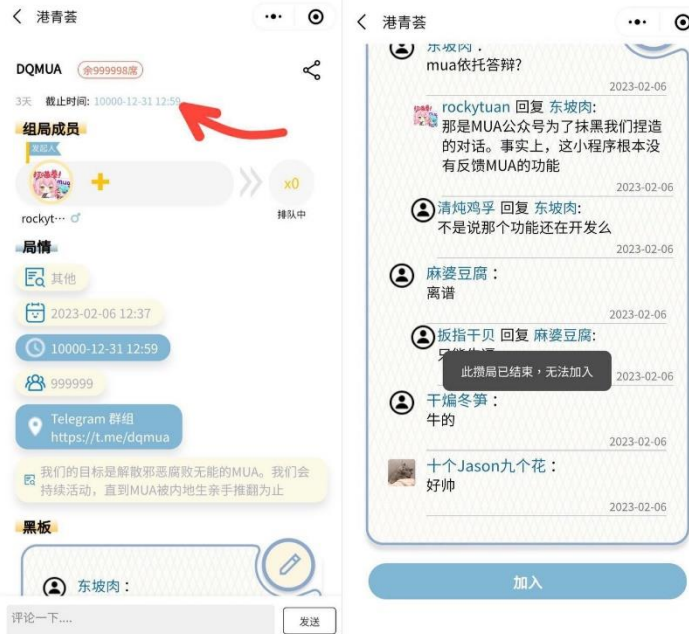 港青荟
DQMUA
余999998席
3天 截止时间: 10000-12-31 12:59
组局成员
发起人
rockyt…
x0
排队中
局情
其他
2023-02-06 12:37
10000-12-31 12:59
999999
Telegram 群组
https://t.me/dqmua
我们的目标是解散邪恶腐败无能的MUA。我们会
持续活动，直到MUA被内地生亲手推翻为止
黑板
东坡肉：
评论一下....
发送
港青荟
东坡肉：
mua依托答辩?
2023-02-06
rockytuan 回复 东坡肉:
那是MUA公众号为了抹黑我们捏造
的对话。事实上，这小程序根本没
有反馈MUA的功能
2023-02-06
清炖鸡孚 回复 东坡肉:
不是说那个功能还在开发么
2023-02-06
麻婆豆腐：
离谱
2023-02-06
扳指干贝 回复 麻婆豆腐:
此攒局已结束，无法加入
2023-02-06
干煸冬笋：
牛的
2023-02-06
十个Jason九个花：
好帅
2023-02-06
加入